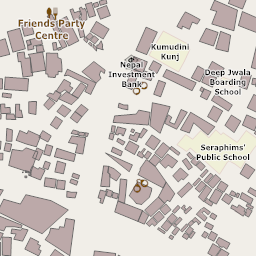 Friends Party
Centre
Kumudini
Kunj
Nepal
Investment
Bank
Deep Jwala
Boarding
School
Seraphims'
Public School